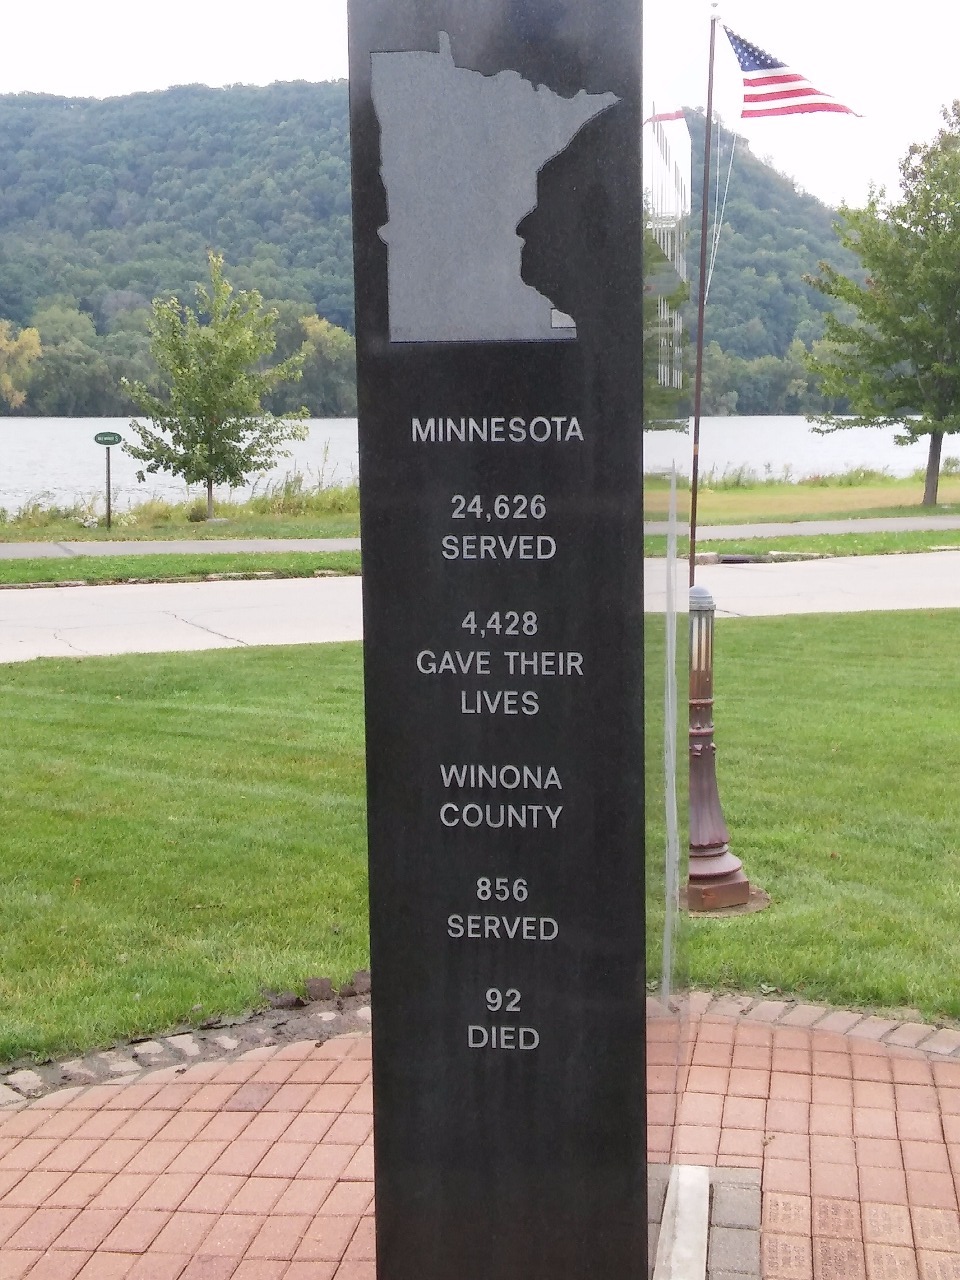 MINNESOTA
24,626
SERVED
4,428
GAVE THEIR
LIVES
WINONA
COUNTY
856
SERVED
92
DIED